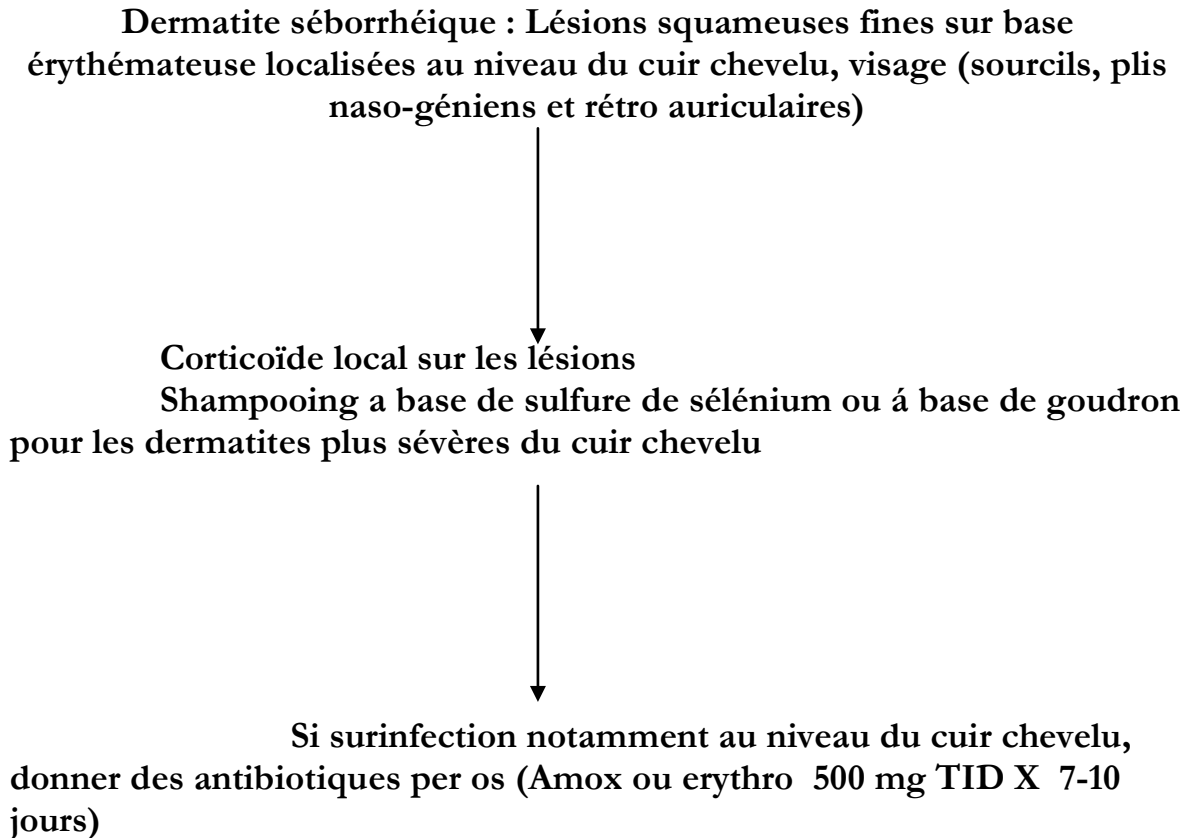 Dermatite séborrhéique : Lésions squameuses fines sur base
érythémateuse localisées au niveau du cuir chevelu, visage (sourcils, plis
naso-géniens et rétro auriculaires)
Corticoïde local sur les lésions
Shampooing a base de sulfure de sélénium ou á base de goudron
pour les dermatites plus sévères du cuir chevelu
Si surinfection notamment au niveau du cuir chevelu,
donner des antibiotiques per os (Amox ou erythro 500 mg TID X 7-10
jours)